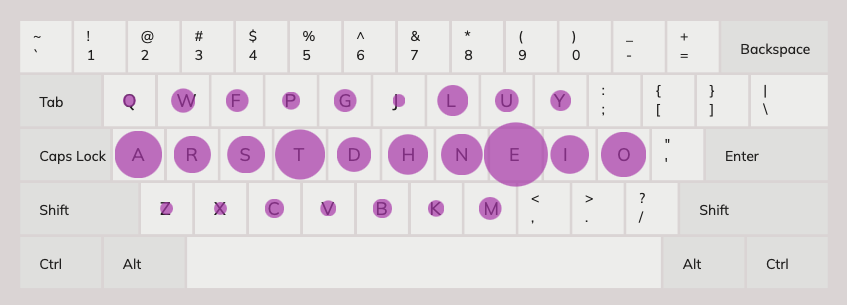 ~ ! @ # $ % ^ & * ( ) _ +
` 1 2 3 4 5 6 7 8 9 0 - = Backspace
Tab Q W F P G J L U Y : ; { [ } ] | \
Caps Lock A R S T D H N E I O " ' Enter
Shift Z X C V B K M < , > . ? / Shift
Ctrl Alt Alt Ctrl